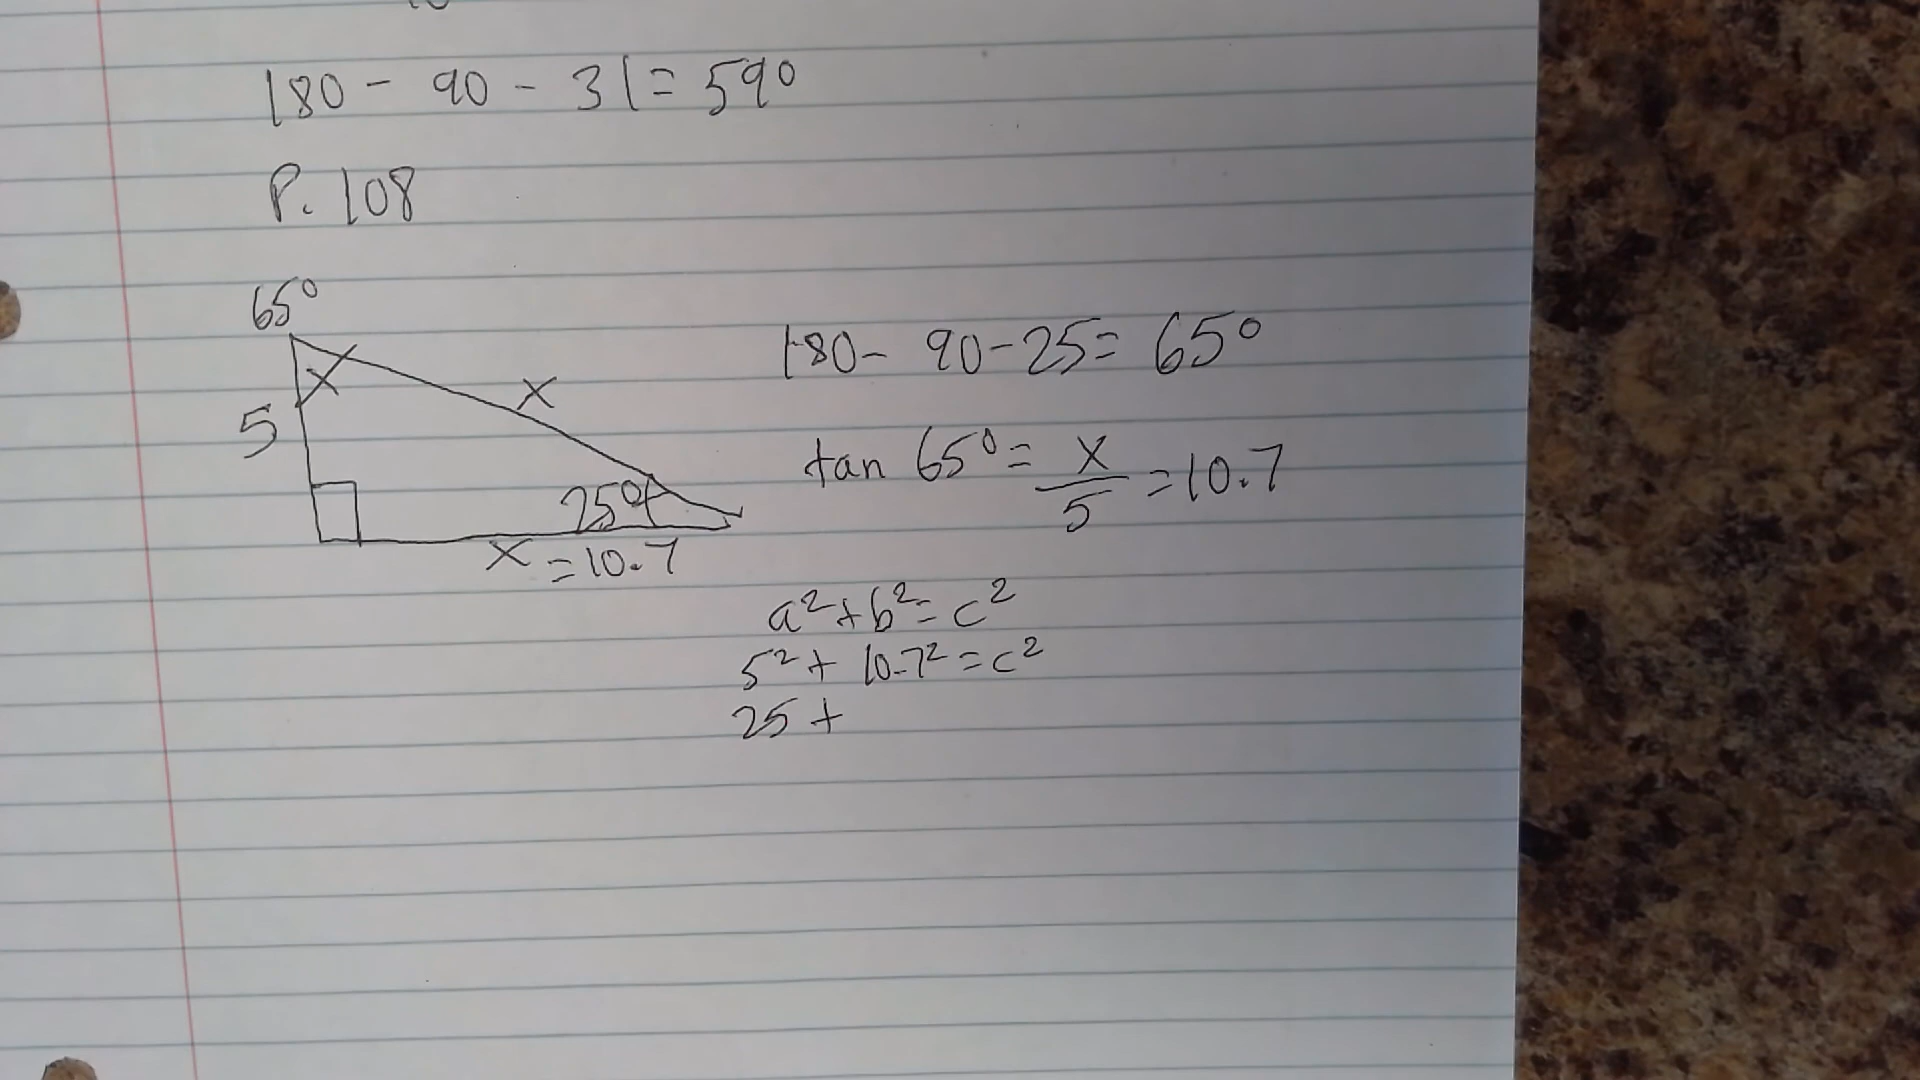 180 - 90 - 31 = 59°
P. 108
65°
180 - 90 - 25 = 65°
x
x
5
tan 65° = x/5 = 10.7
25°
x = 10.7
a² + b² = c²
5² + 10.7² = c²
25 +